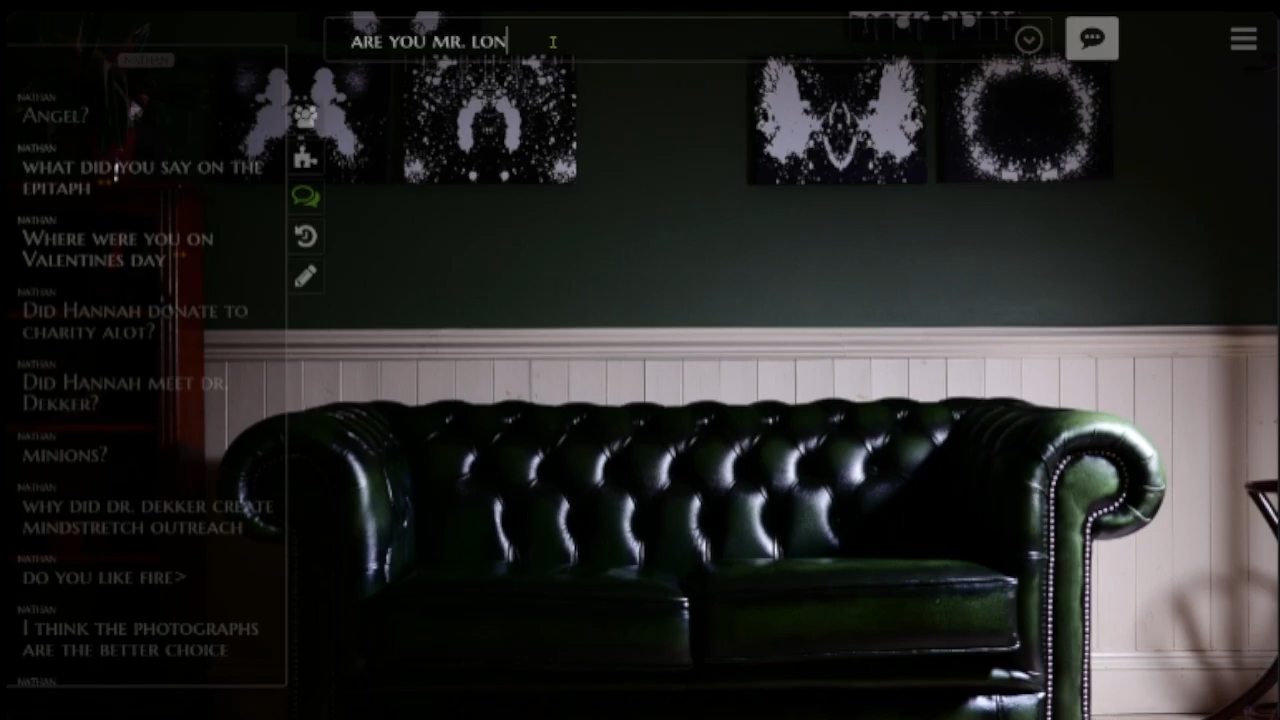 Are you Mr. Lon
Nathan
Nathan
Angel?
Nathan
what did you say on the
epitaph
Nathan
Where were you on
Valentines day
Nathan
Did Hannah donate to
charity alot?
Nathan
Did Hannah meet Dr.
Dekker?
Nathan
minions?
Nathan
why did Dr. Dekker create
Mindstretch Outreach
Nathan
do you like fire>
Nathan
I think the photographs
are the better choice
Nathan